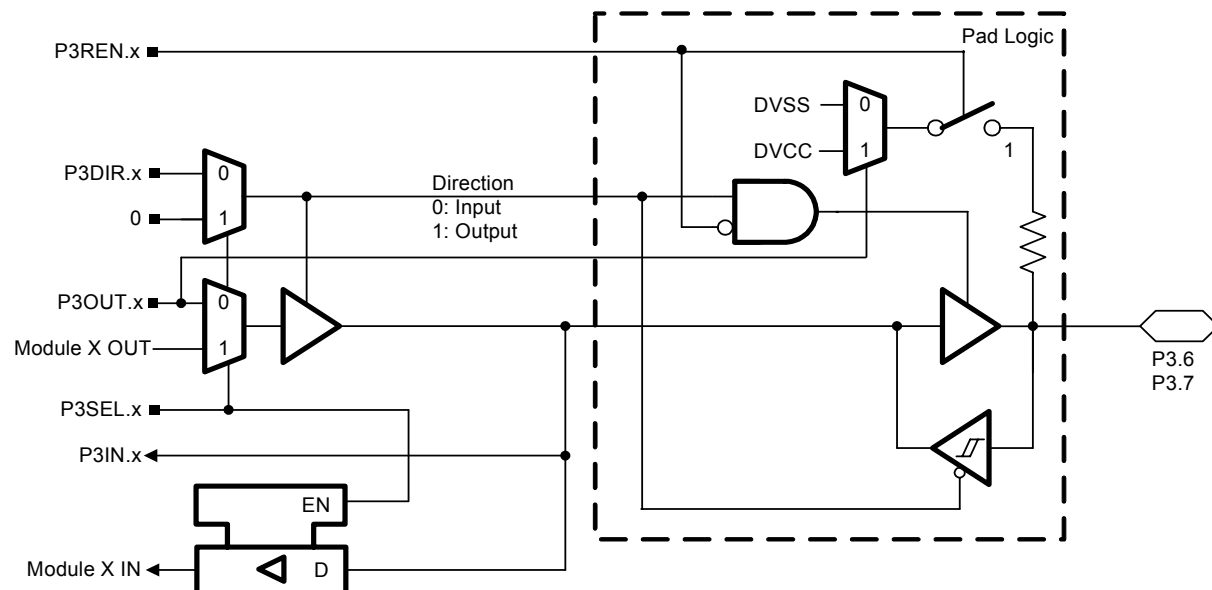 Pad Logic
P3REN.x
DVSS
0
DVCC
1
1
P3DIR.x
0
0
1
Direction
0: Input
1: Output
P3OUT.x
0
Module X OUT
1
P3.6
P3.7
P3SEL.x
P3IN.x
EN
Module X IN
D